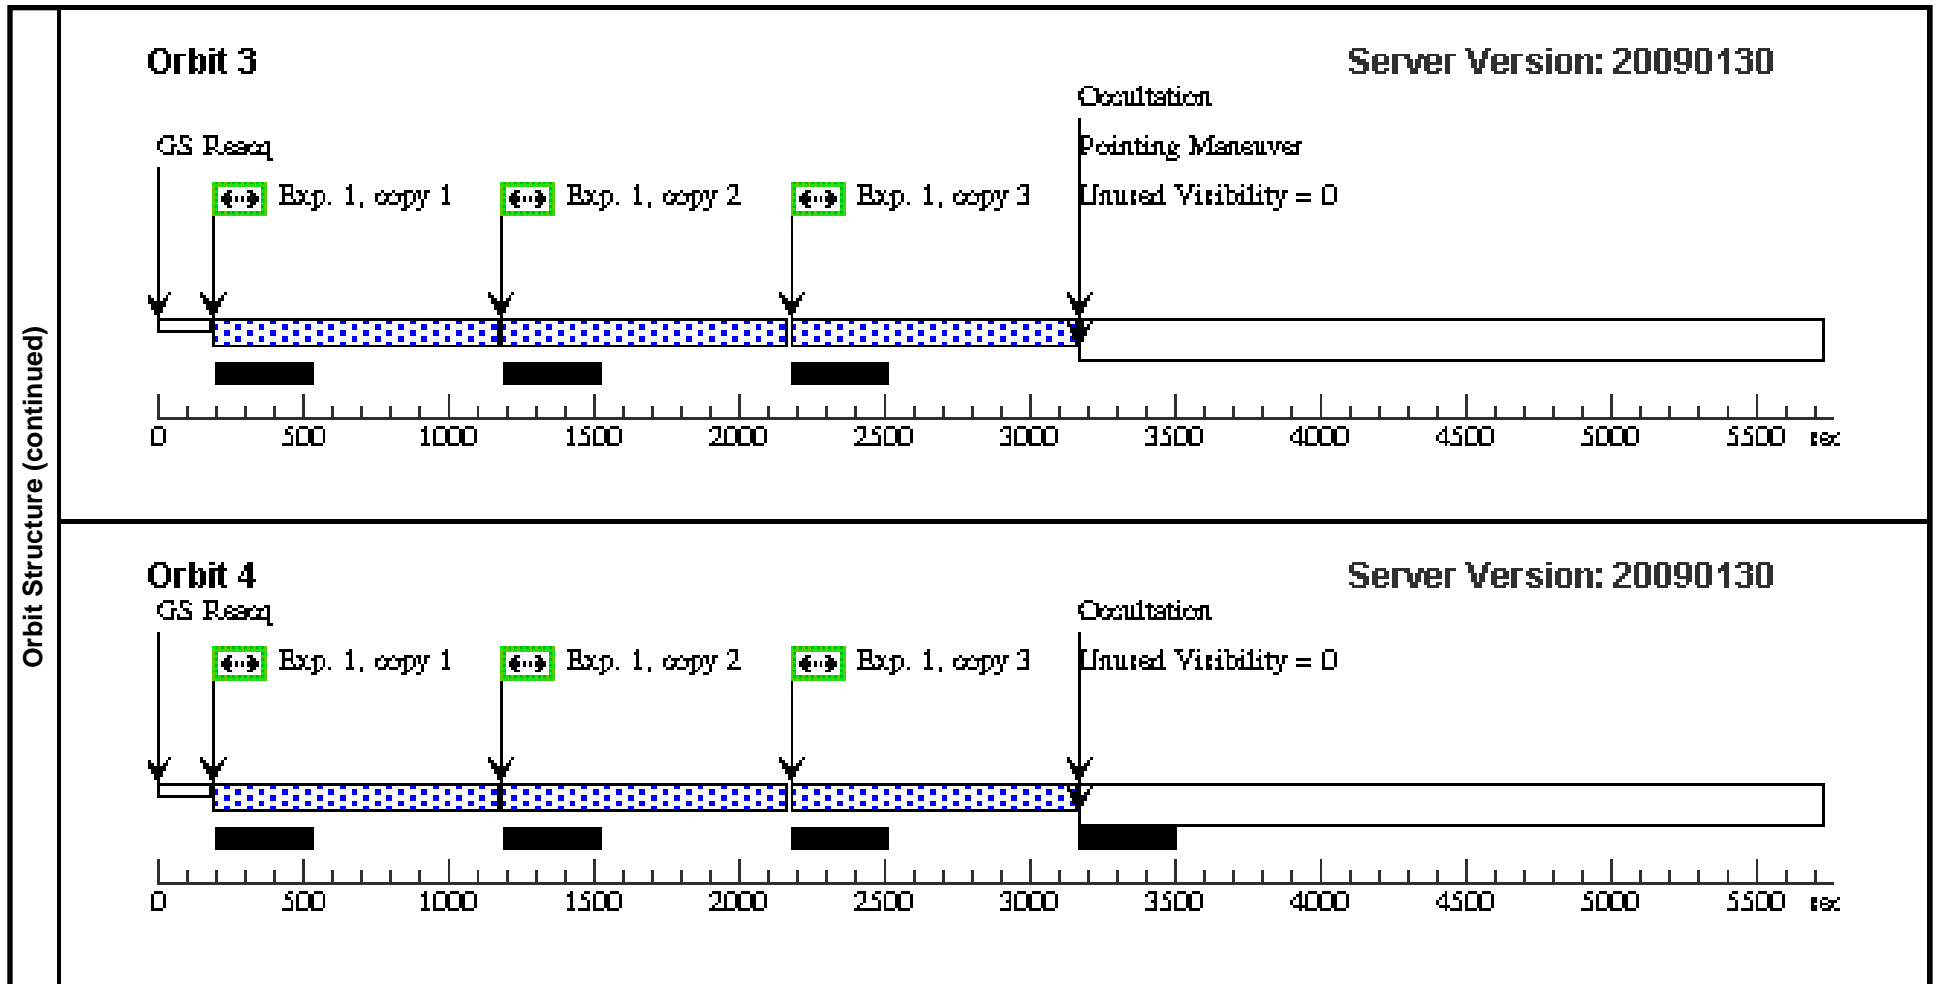 Orbit Structure (continued)
Orbit 3 Server Version: 20090130
Occultation
GS Reacq Pointing Maneuver
Exp. 1, copy 1 Exp. 1, copy 2 Exp. 1, copy 3 Unused Visibility = 0
0 500 1000 1500 2000 2500 3000 3500 4000 4500 5000 5500 sec
Orbit 4 Server Version: 20090130
GS Reacq Occultation
Exp. 1, copy 1 Exp. 1, copy 2 Exp. 1, copy 3 Unused Visibility = 0
0 500 1000 1500 2000 2500 3000 3500 4000 4500 5000 5500 sec